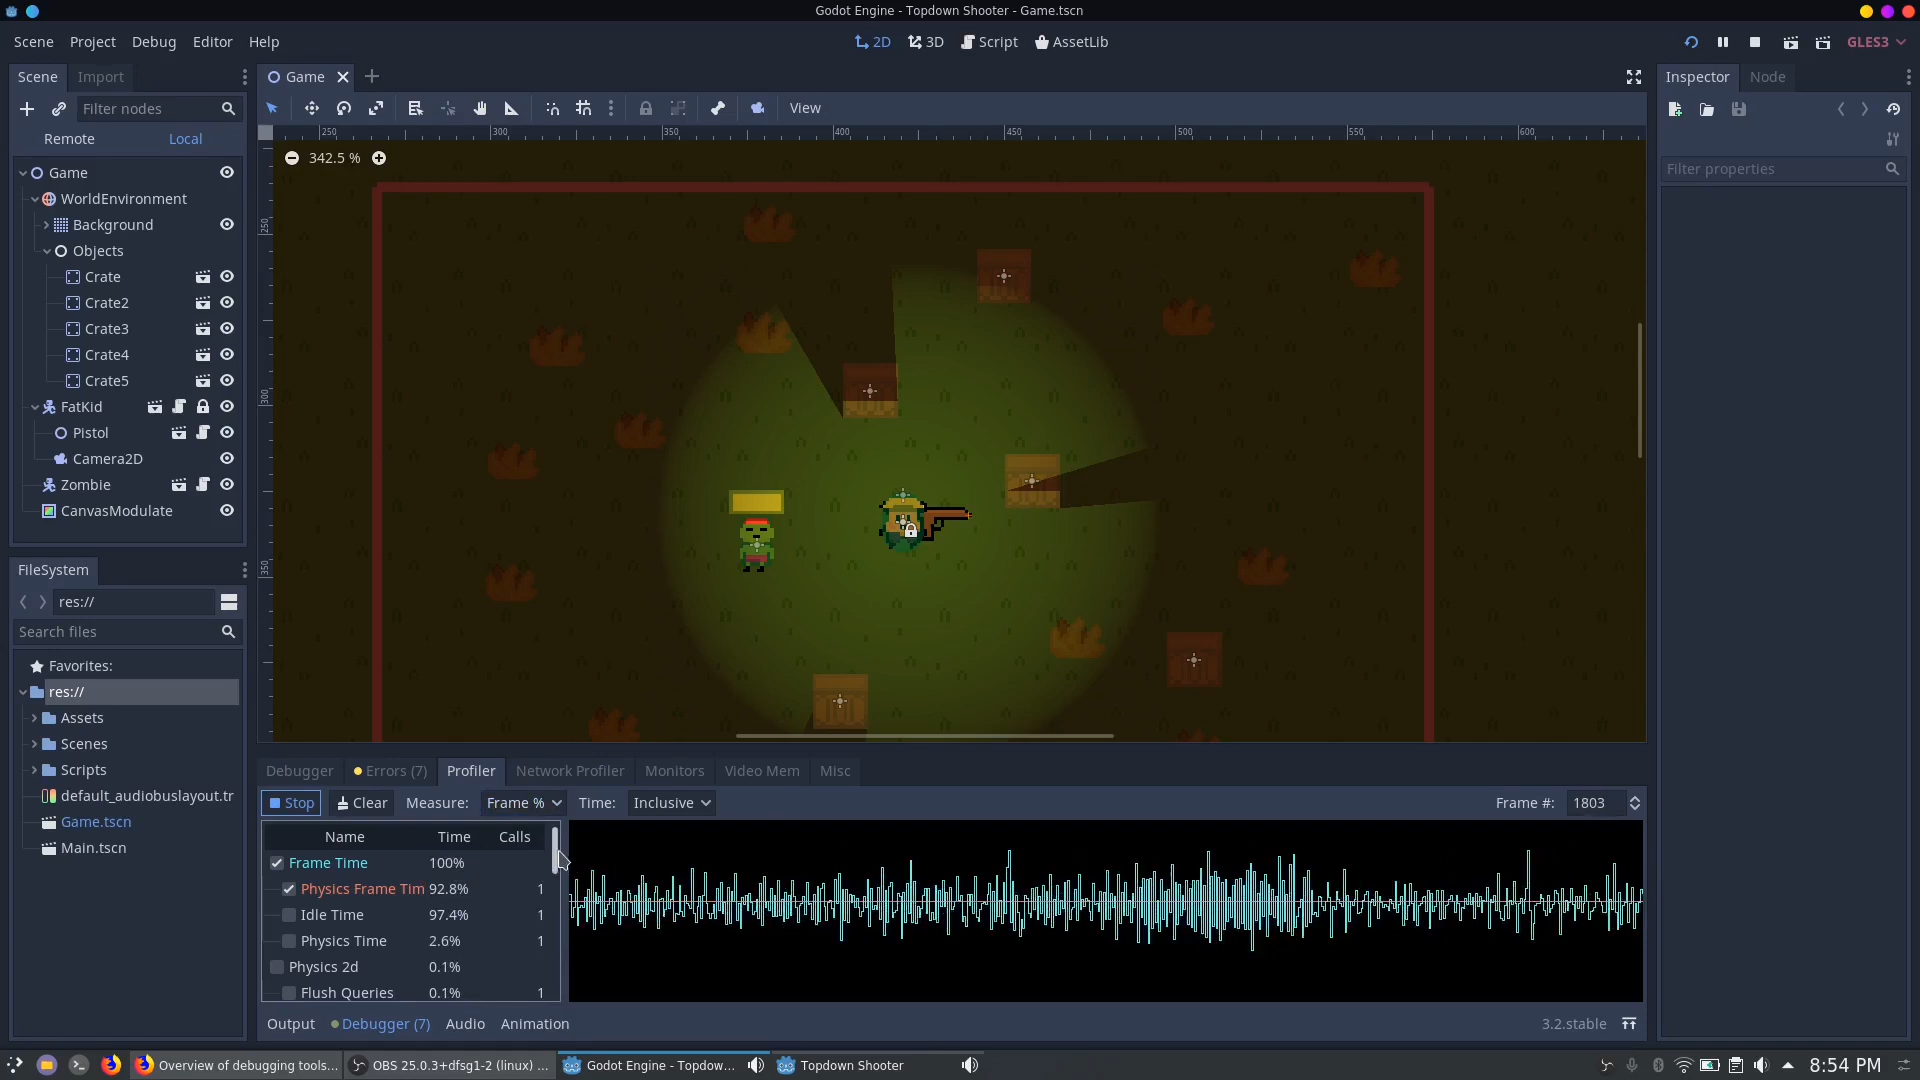 Godot Engine - Topdown Shooter - Game.tscn
Scene Project Debug Editor Help
2D 3D Script AssetLib
GLES3
Scene Import
Game
Inspector Node
Filter nodes
View
Remote Local
250 300 350 400 450 500 550 600
342.5 %
Filter properties
Game
WorldEnvironment
Background
Objects
Crate
Crate2
Crate3
Crate4
Crate5
FatKid
Pistol
Camera2D
Zombie
CanvasModulate
250
300
350
FileSystem
res://
Search files
Favorites:
res://
Assets
Scenes
Scripts
default_audiobuslayout.tr
Game.tscn
Main.tscn
Debugger Errors (7) Profiler Network Profiler Monitors Video Mem Misc
Stop Clear Measure: Frame % Time: Inclusive Frame #: 1803
Name Time Calls
Frame Time 100%
Physics Frame Tim 92.8% 1
Idle Time 97.4% 1
Physics Time 2.6% 1
Physics 2d 0.1%
Flush Queries 0.1% 1
Output Debugger (7) Audio Animation 3.2.stable
Overview of debugging tools... OBS 25.0.3+dfsg1-2 (linux) ... Godot Engine - Topdow... Topdown Shooter 8:54 PM